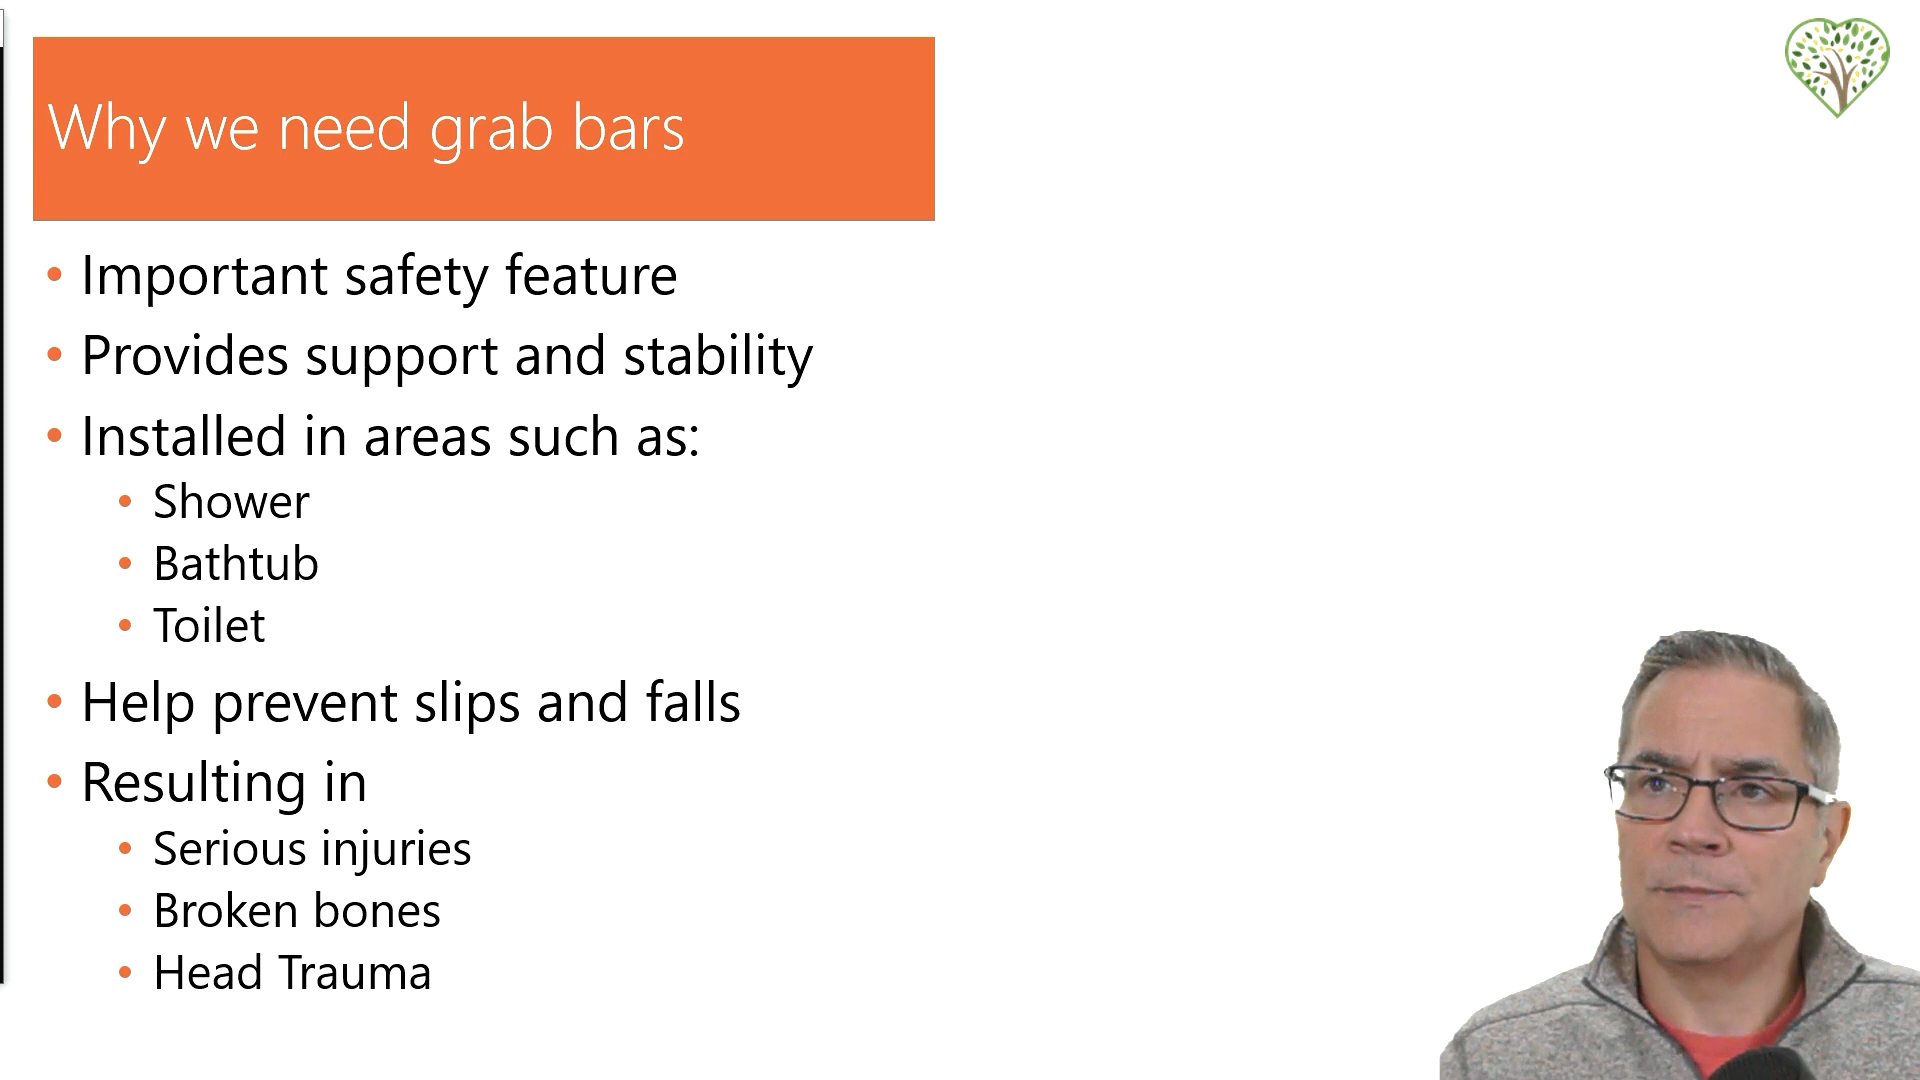 Why we need grab bars
• Important safety feature
• Provides support and stability
• Installed in areas such as:
• Shower
• Bathtub
• Toilet
• Help prevent slips and falls
• Resulting in
• Serious injuries
• Broken bones
• Head Trauma